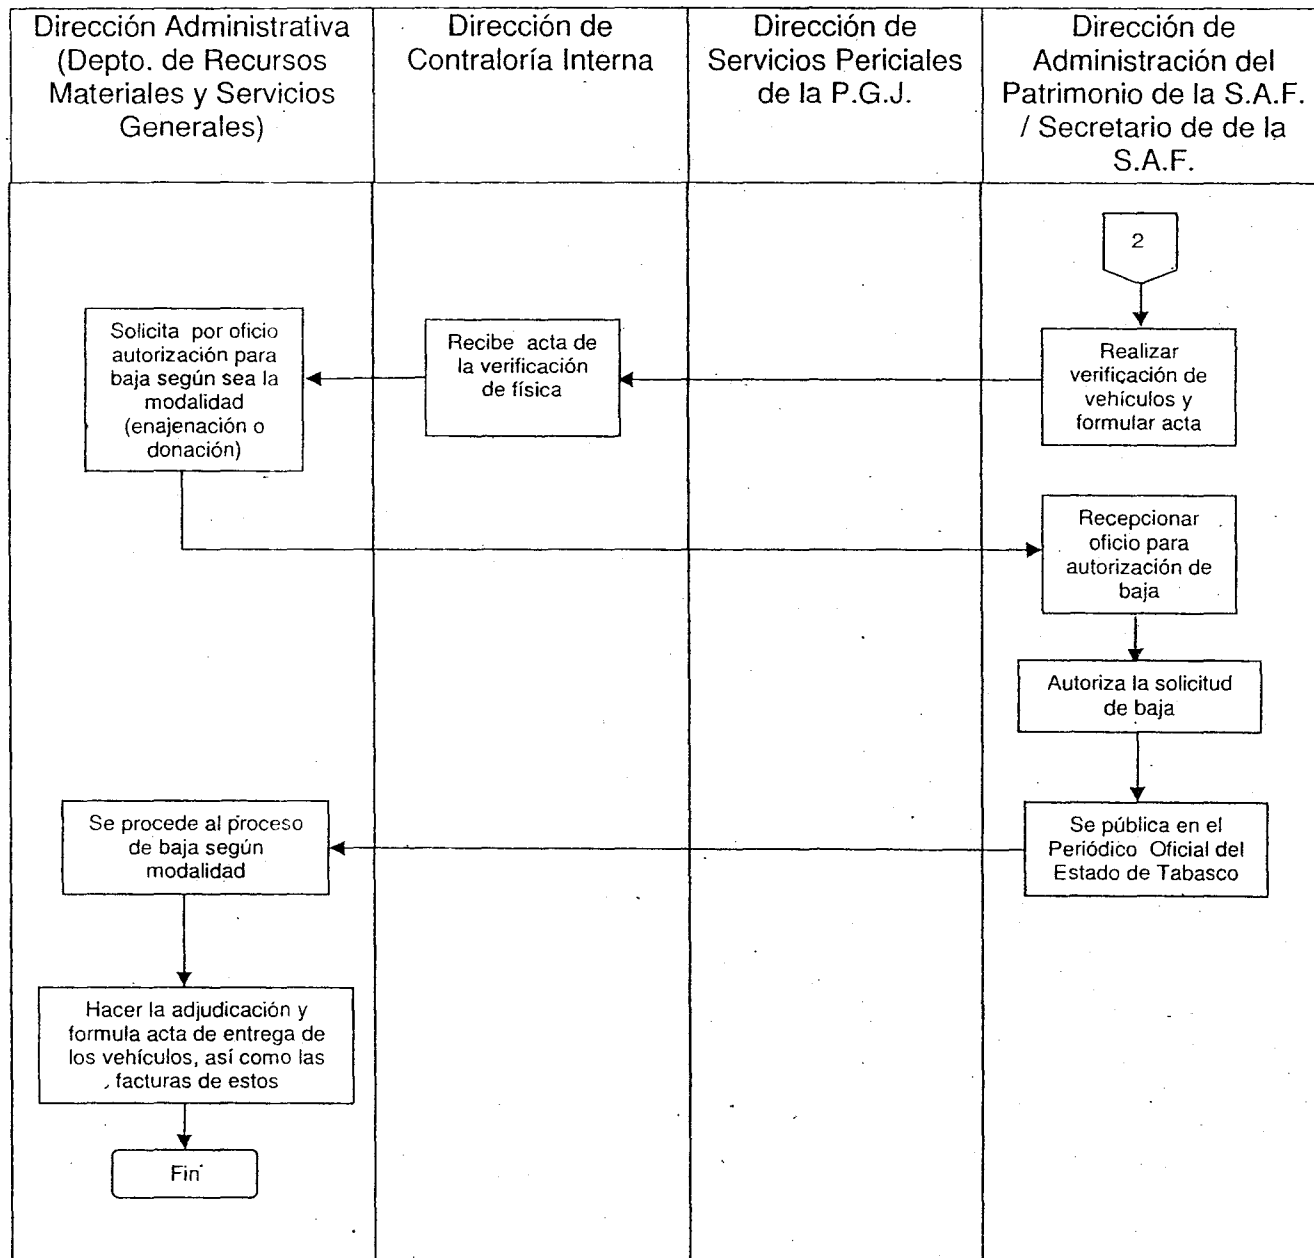 Dirección Administrativa
(Depto. de Recursos
Materiales y Servicios
Generales)
Dirección de
Contraloría Interna
Dirección de
Servicios Periciales
de la P.G.J.
Dirección de
Administración del
Patrimonio de la S.A.F.
/ Secretario de de la
S.A.F.
2
Solicita por oficio
autorización para
baja según sea la
modalidad
(enajenación o
donación)
Recibe acta de
la verificación
de física
Realizar
verificación de
vehículos y
formular acta
Recepcionar
oficio para
autorización de
baja
Autoriza la solicitud
de baja
Se procede al proceso
de baja según
modalidad
Se pública en el
Periódico Oficial del
Estado de Tabasco
Hacer la adjudicación y
formula acta de entrega de
los vehículos, así como las
facturas de estos
Fin